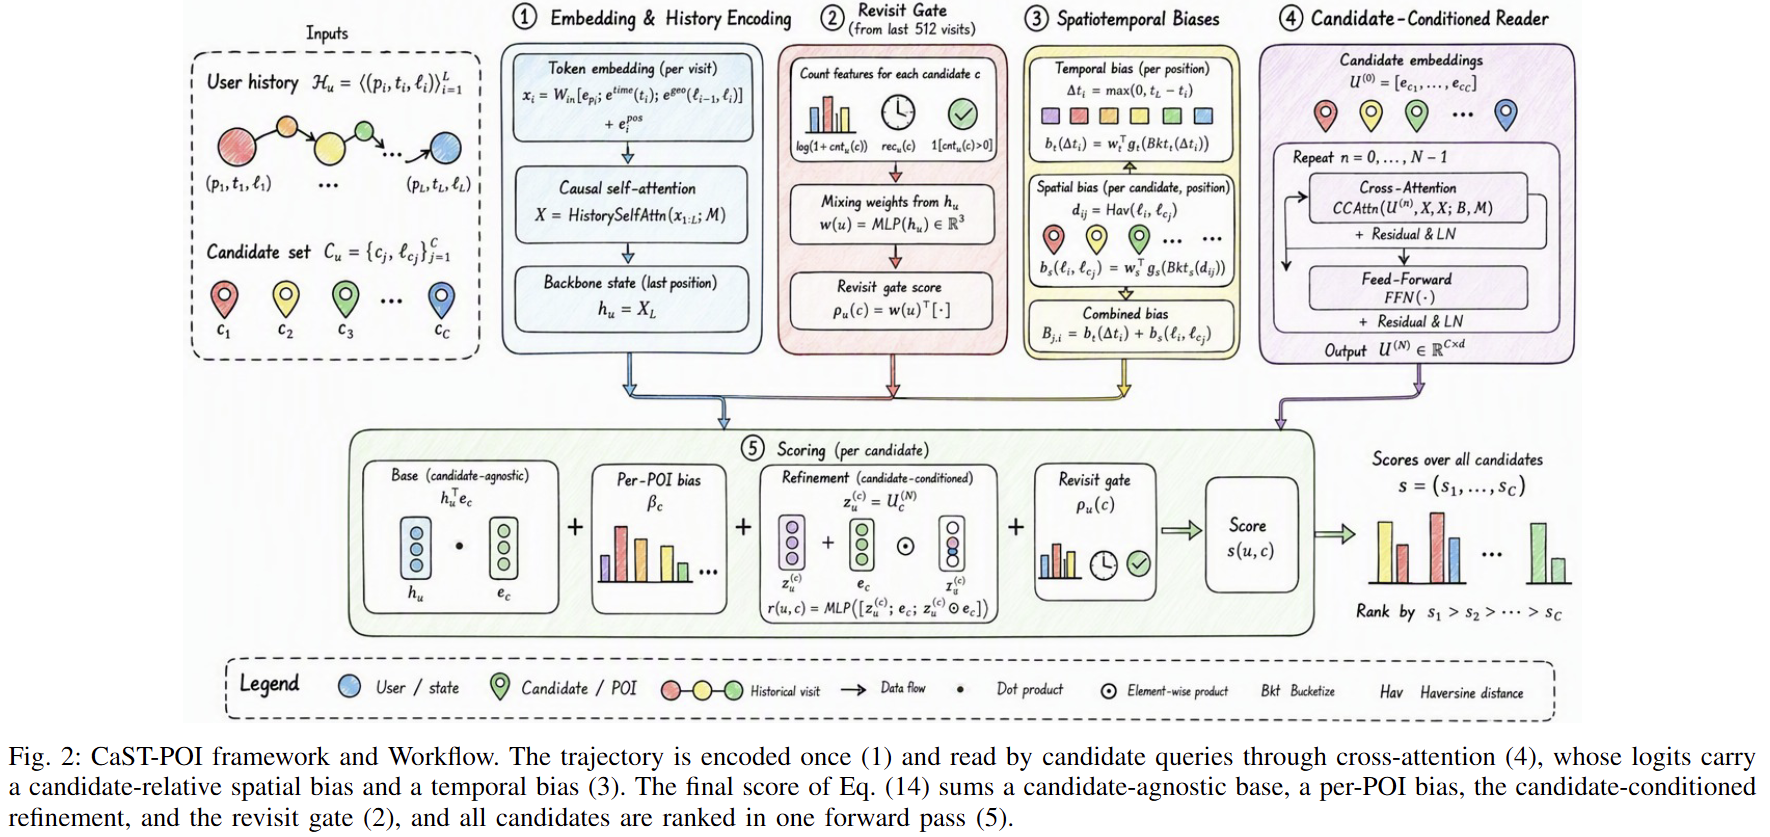 Inputs
User history H_u = ⟨(p_i, t_i, ℓ_i)⟩_{i=1}^{L}
(p_1, t_1, ℓ_1) ... (p_L, t_L, ℓ_L)
...
Candidate set C_u = {c_j, ℓ_{c_j}}_{j=1}^{C}
...
c_1 c_2 c_3 c_C
① Embedding & History Encoding
Token embedding (per visit)
x_i = W_in[e_{p_i}; e^{time}(t_i); e^{geo}(ℓ_{i-1}, ℓ_i)]
+ e_i^{pos}
Causal self-attention
X = HistorySelfAttn(x_{1:L}; M)
Backbone state (last position)
h_u = X_L
② Revisit Gate
(from last 512 visits)
Count features for each candidate c
log(1+cnt_u(c)) rec_u(c) 1[cnt_u(c)>0]
Mixing weights from h_u
w(u) = MLP(h_u) ∈ ℝ^3
Revisit gate score
ρ_u(c) = w(u)^⊤[·]
③ Spatiotemporal Biases
Temporal bias (per position)
Δt_i = max(0, t_L − t_i)
b_t(Δt_i) = w_t^⊤ g_t(Bkt_t(Δt_i))
Spatial bias (per candidate, position)
d_{ij} = Hav(ℓ_i, ℓ_{c_j})
... ...
b_s(ℓ_i, ℓ_{c_j}) = w_s^⊤ g_s(Bkt_s(d_{ij}))
Combined bias
B_{j,i} = b_t(Δt_i) + b_s(ℓ_i, ℓ_{c_j})
④ Candidate-Conditioned Reader
Candidate embeddings
U^{(0)} = [e_{c_1}, ..., e_{c_C}]
...
Repeat n = 0, ..., N − 1
Cross-Attention
CCAttn(U^{(n)}, X, X; B, M)
+ Residual & LN
Feed-Forward
FFN(·)
+ Residual & LN
Output U^{(N)} ∈ ℝ^{C×d}
⑤ Scoring (per candidate)
Base (candidate-agnostic)
h_u^⊤ e_c
h_u e_c
+
Per-POI bias
β_c
...
+
Refinement (candidate-conditioned)
z_u^{(c)} = U_c^{(N)}
+ ⊙
z_u^{(c)} e_c z_u^{(c)}
r(u, c) = MLP([z_u^{(c)}; e_c; z_u^{(c)} ⊙ e_c])
+
Revisit gate
ρ_u(c)
Score
s(u, c)
Scores over all candidates
s = (s_1, ..., s_C)
...
Rank by s_1 > s_2 > ··· > s_C
Legend User / state Candidate / POI Historical visit Data flow Dot product Element-wise product Bkt Bucketize Hav Haversine distance
Fig. 2: CaST-POI framework and Workflow. The trajectory is encoded once (1) and read by candidate queries through cross-attention (4), whose logits carry
a candidate-relative spatial bias and a temporal bias (3). The final score of Eq. (14) sums a candidate-agnostic base, a per-POI bias, the candidate-conditioned
refinement, and the revisit gate (2), and all candidates are ranked in one forward pass (5).